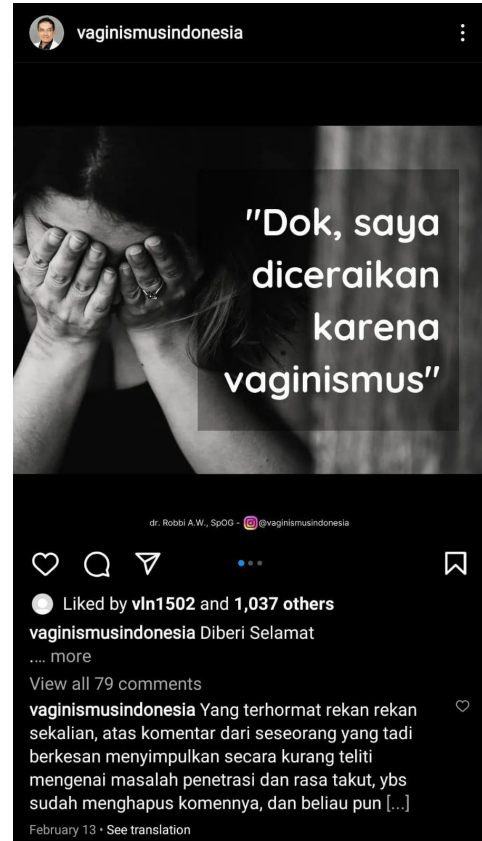 vaginismusindonesia
"Dok, saya
diceraikan
karena
vaginismus"
dr. Robbi A.W., SpOG - @vaginismusindonesia
Liked by vln1502 and 1,037 others
vaginismusindonesia Diberi Selamat
.... more
View all 79 comments
vaginismusindonesia Yang terhormat rekan rekan
sekalian, atas komentar dari seseorang yang tadi
berkesan menyimpulkan secara kurang teliti
mengenai masalah penetrasi dan rasa takut, ybs
sudah menghapus komennya, dan beliau pun [...]
February 13 • See translation